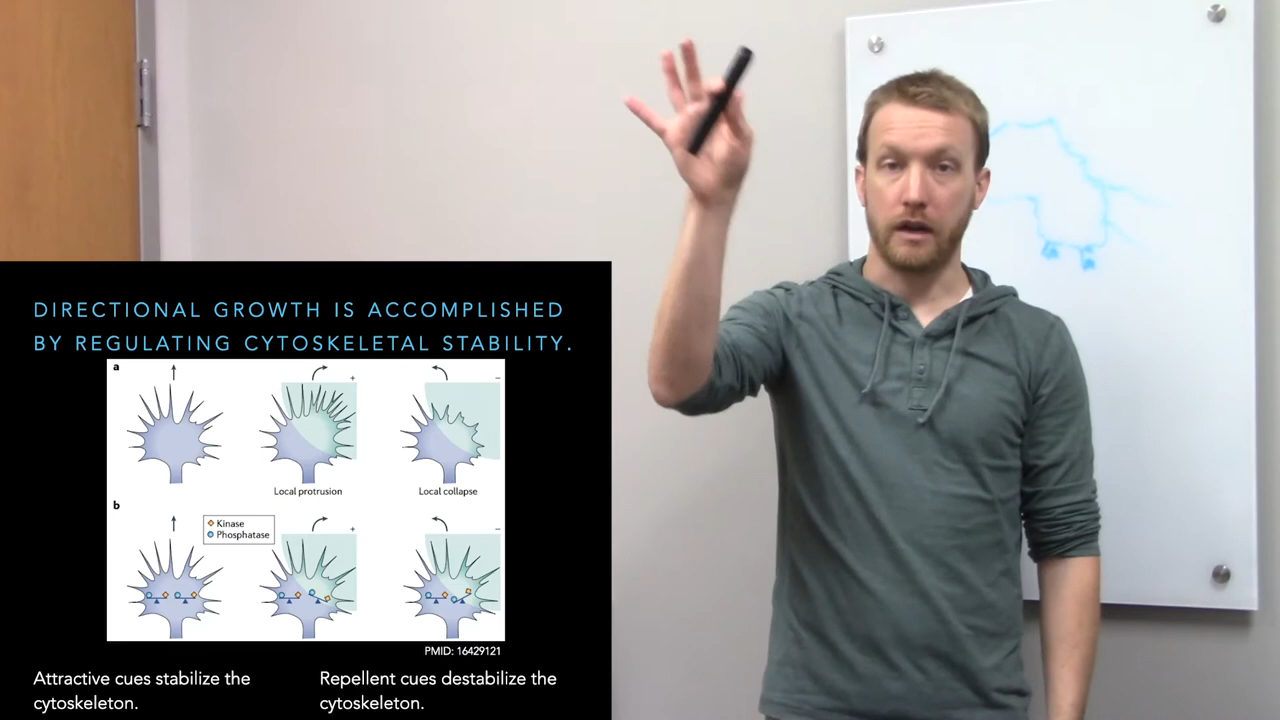 DIRECTIONAL GROWTH IS ACCOMPLISHED
BY REGULATING CYTOSKELETAL STABILITY.
a
+
−
Local protrusion
Local collapse
b
Kinase
Phosphatase
+
−
PMID: 16429121
Attractive cues stabilize the
cytoskeleton.
Repellent cues destabilize the
cytoskeleton.